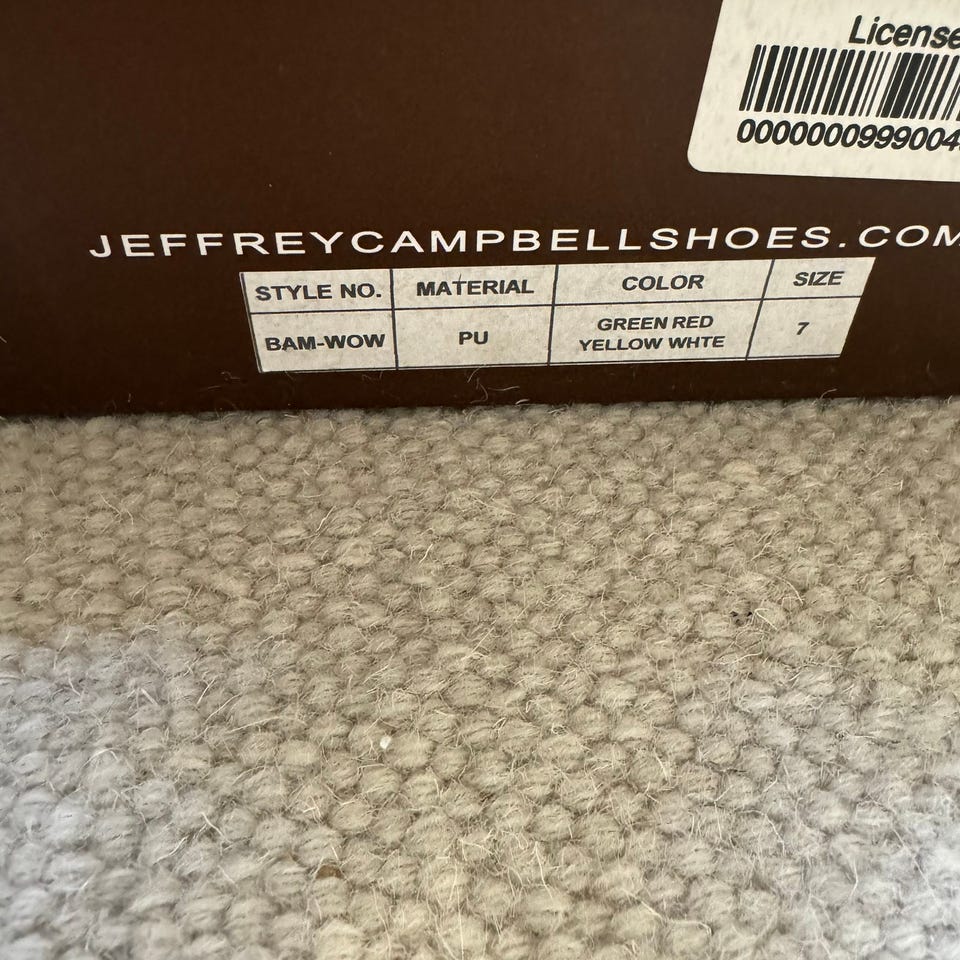 License
0000000999004
JEFFREYCAMPBELLSHOES.COM
STYLE NO. MATERIAL COLOR SIZE
BAM-WOW PU GREEN RED YELLOW WHTE 7